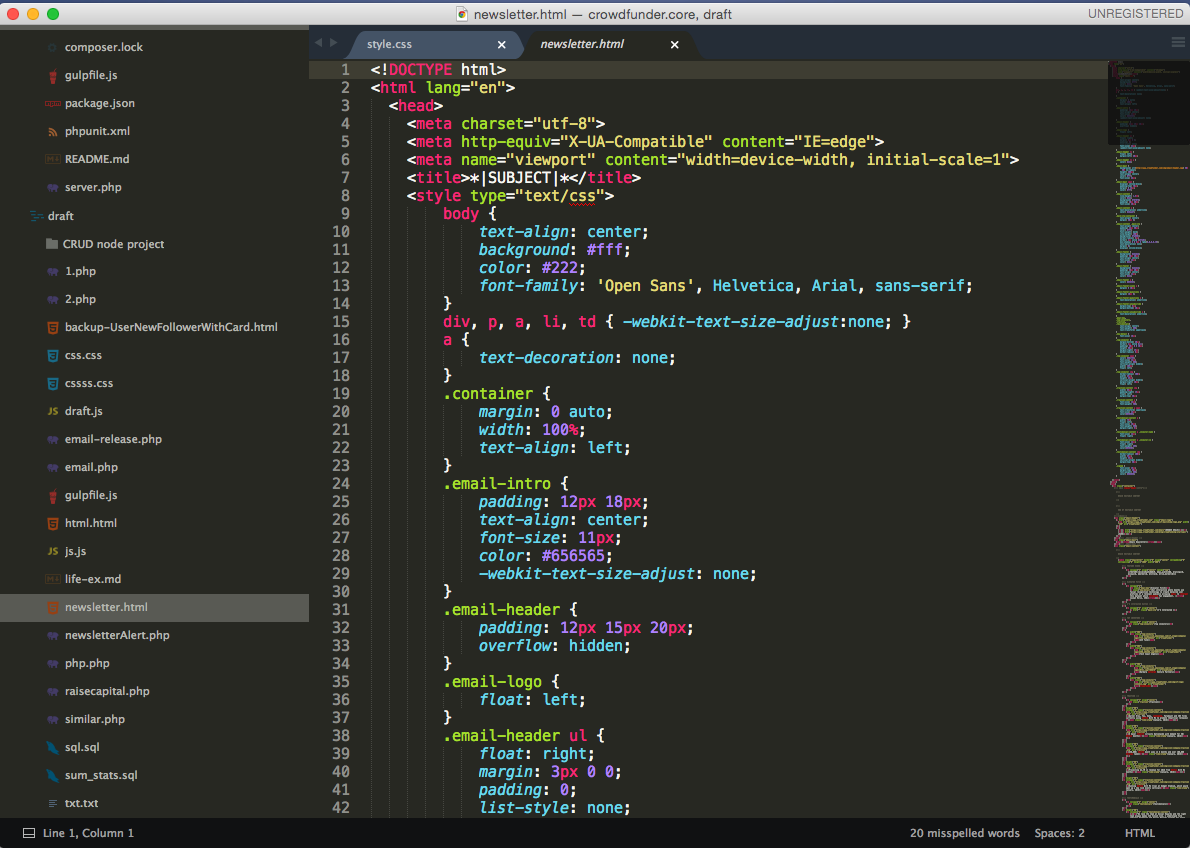 newsletter.html — crowdfunder.core, draft
UNREGISTERED
composer.lock
gulpfile.js
package.json
phpunit.xml
README.md
server.php
draft
CRUD node project
1.php
2.php
backup-UserNewFollowerWithCard.html
css.css
cssss.css
JS draft.js
email-release.php
email.php
gulpfile.js
html.html
JS js.js
life-ex.md
newsletter.html
newsletterAlert.php
php.php
raisecapital.php
similar.php
sql.sql
sum_stats.sql
txt.txt
style.css
newsletter.html
1 <!DOCTYPE html>
2 <html lang="en">
3 <head>
4 <meta charset="utf-8">
5 <meta http-equiv="X-UA-Compatible" content="IE=edge">
6 <meta name="viewport" content="width=device-width, initial-scale=1">
7 <title>*|SUBJECT|*</title>
8 <style type="text/css">
9 body {
10 text-align: center;
11 background: #fff;
12 color: #222;
13 font-family: 'Open Sans', Helvetica, Arial, sans-serif;
14 }
15 div, p, a, li, td { -webkit-text-size-adjust:none; }
16 a {
17 text-decoration: none;
18 }
19 .container {
20 margin: 0 auto;
21 width: 100%;
22 text-align: left;
23 }
24 .email-intro {
25 padding: 12px 18px;
26 text-align: center;
27 font-size: 11px;
28 color: #656565;
29 -webkit-text-size-adjust: none;
30 }
31 .email-header {
32 padding: 12px 15px 20px;
33 overflow: hidden;
34 }
35 .email-logo {
36 float: left;
37 }
38 .email-header ul {
39 float: right;
40 margin: 3px 0 0;
41 padding: 0;
42 list-style: none;
Line 1, Column 1
20 misspelled words
Spaces: 2
HTML